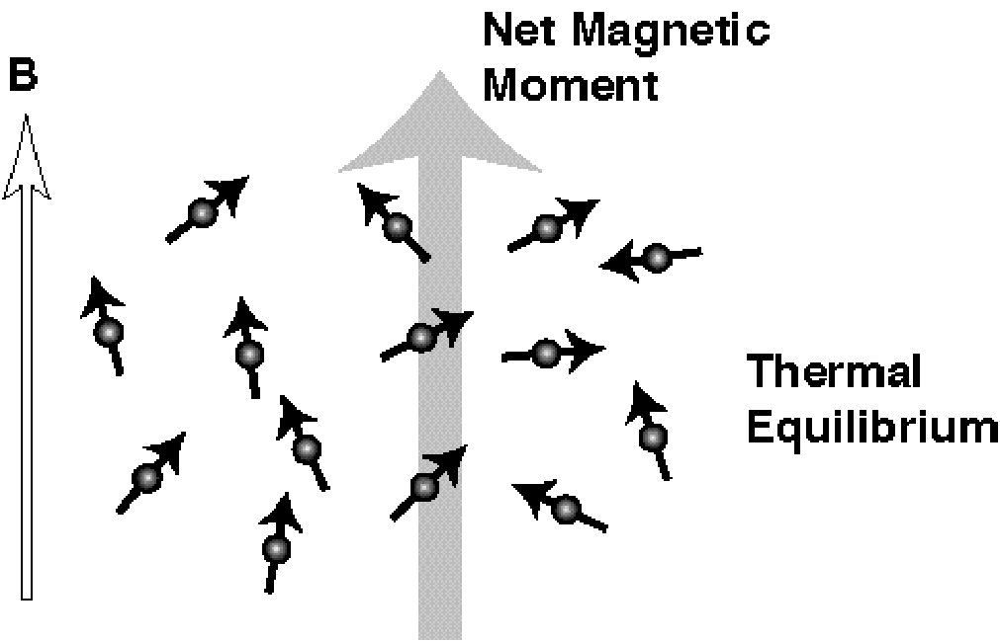 Net Magnetic
Moment
B
Thermal
Equilibrium